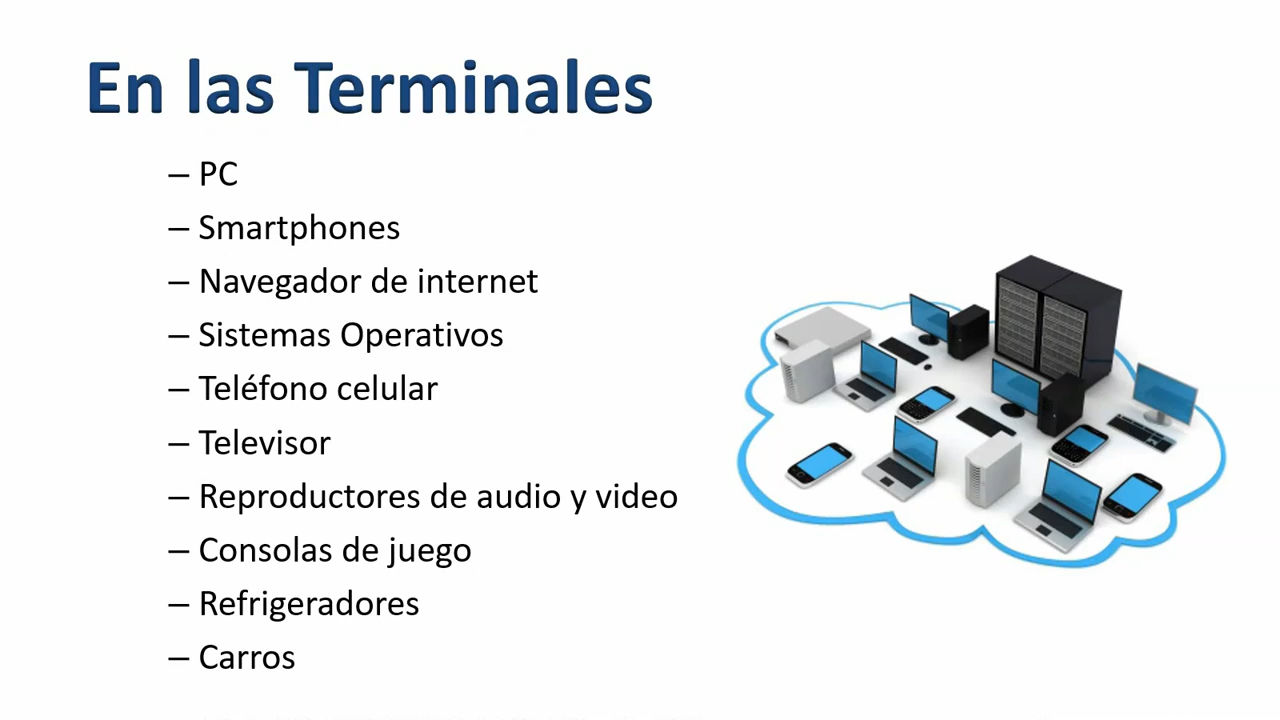 En las Terminales
– PC
– Smartphones
– Navegador de internet
– Sistemas Operativos
– Teléfono celular
– Televisor
– Reproductores de audio y video
– Consolas de juego
– Refrigeradores
– Carros